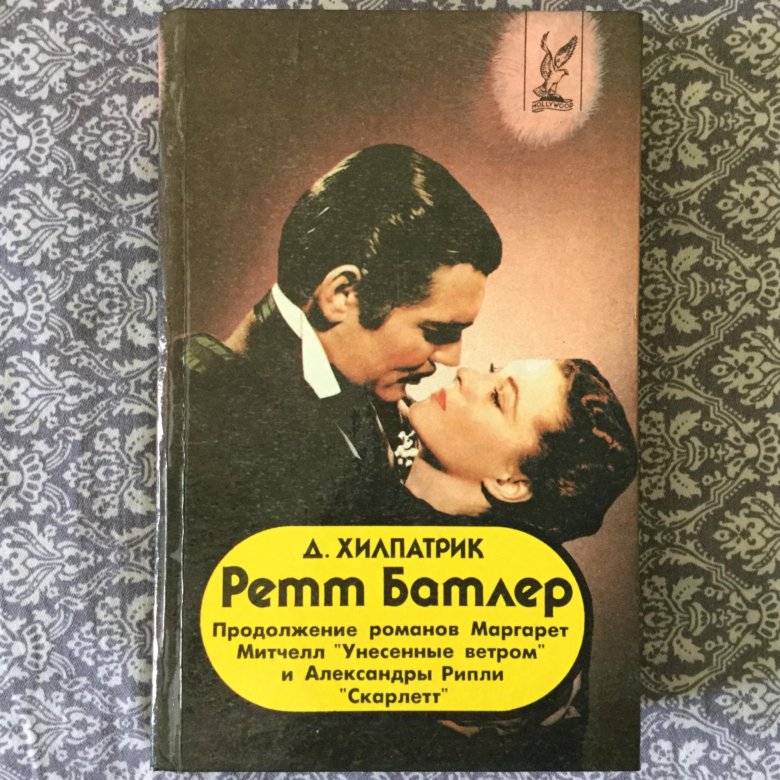 HOLLYWOOD
Д. ХИЛПАТРИК
Ретт Батлер
Продолжение романов Маргарет
Митчелл "Унесенные ветром"
и Александры Рипли
"Скарлетт"